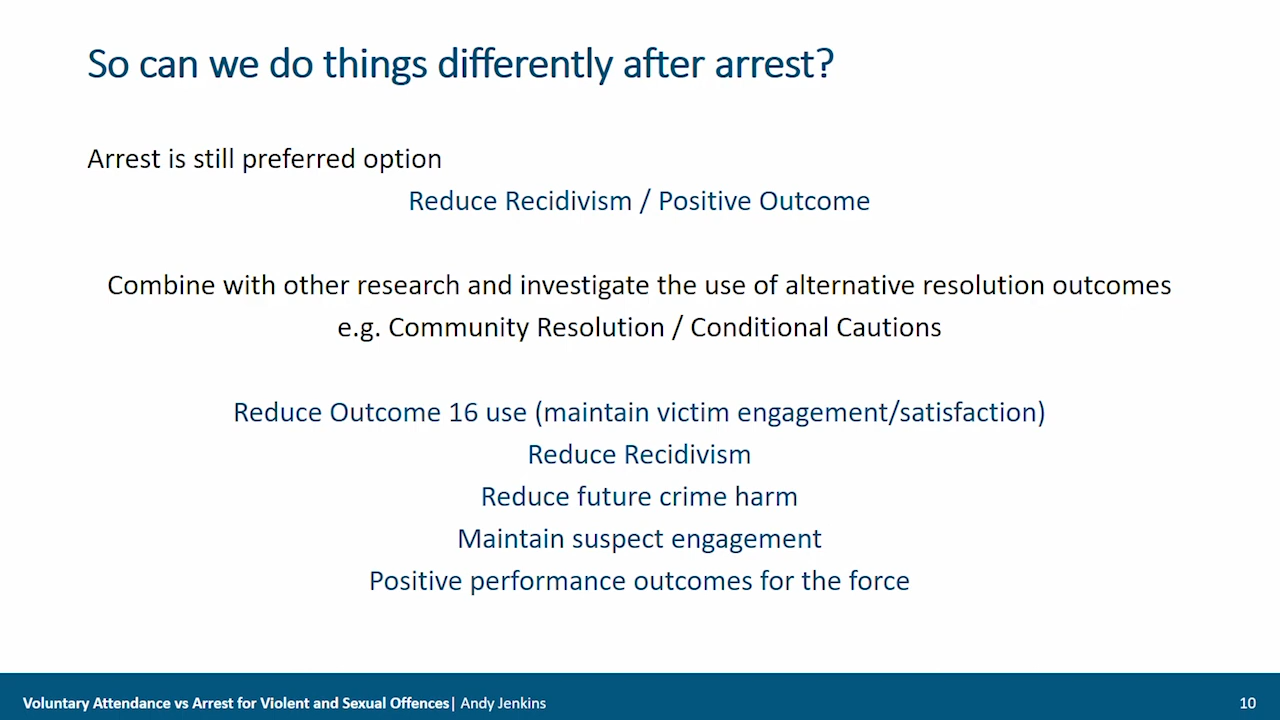 So can we do things differently after arrest?
Arrest is still preferred option
Reduce Recidivism / Positive Outcome
Combine with other research and investigate the use of alternative resolution outcomes
e.g. Community Resolution / Conditional Cautions
Reduce Outcome 16 use (maintain victim engagement/satisfaction)
Reduce Recidivism
Reduce future crime harm
Maintain suspect engagement
Positive performance outcomes for the force
Voluntary Attendance vs Arrest for Violent and Sexual Offences| Andy Jenkins
10